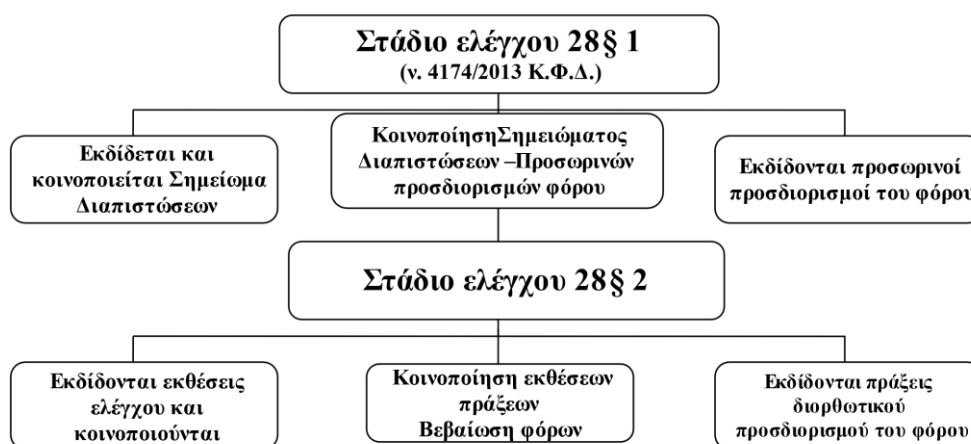 Στάδιο ελέγχου 28§ 1
(ν. 4174/2013 Κ.Φ.Δ.)
Εκδίδεται και
κοινοποιείται Σημείωμα
Διαπιστώσεων
ΚοινοποίησηΣημειώματος
Διαπιστώσεων –Προσωρινών
προσδιορισμών φόρου
Εκδίδονται προσωρινοί
προσδιορισμοί του φόρου
Στάδιο ελέγχου 28§ 2
Εκδίδονται εκθέσεις
ελέγχου και
κοινοποιούνται
Κοινοποίηση εκθέσεων
πράξεων
Βεβαίωση φόρων
Εκδίδονται πράξεις
διορθωτικού
προσδιορισμού του φόρου